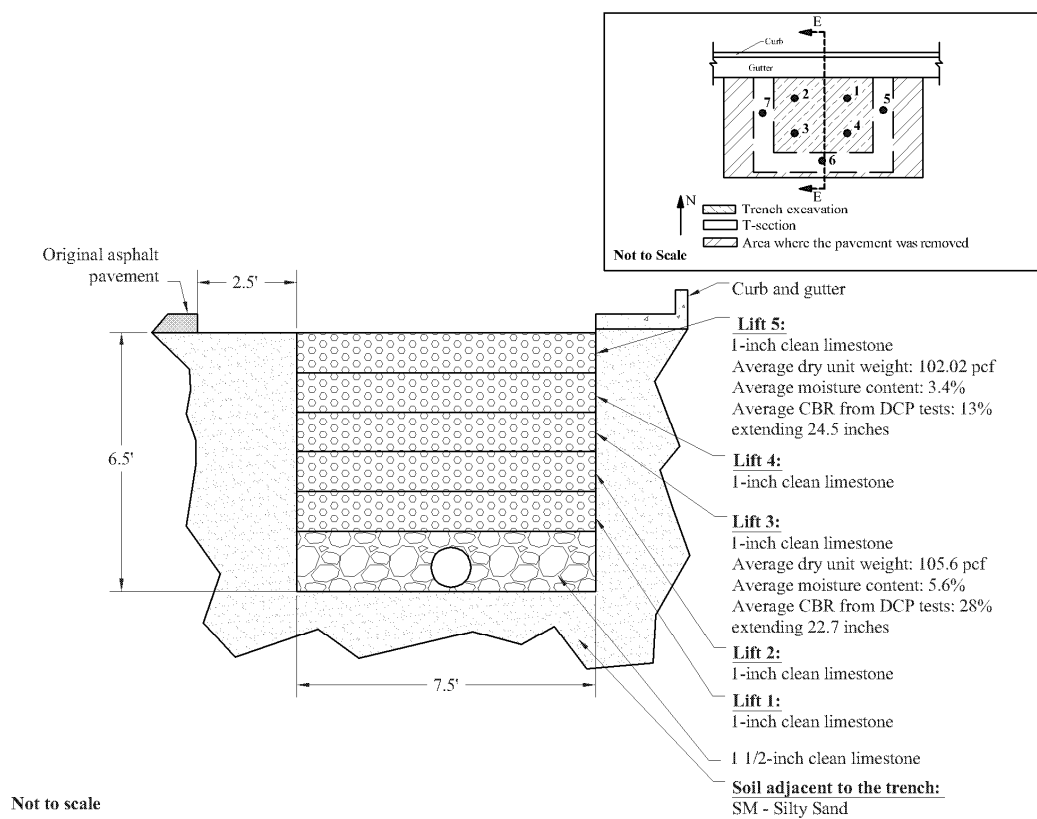 E
Curb
Gutter
2
1
7
5
3
4
6
E
N
Trench excavation
T-section
Area where the pavement was removed
Not to Scale
Original asphalt
pavement
2.5'
6.5'
7.5'
Curb and gutter
Lift 5:
1-inch clean limestone
Average dry unit weight: 102.02 pcf
Average moisture content: 3.4%
Average CBR from DCP tests: 13%
extending 24.5 inches
Lift 4:
1-inch clean limestone
Lift 3:
1-inch clean limestone
Average dry unit weight: 105.6 pcf
Average moisture content: 5.6%
Average CBR from DCP tests: 28%
extending 22.7 inches
Lift 2:
1-inch clean limestone
Lift 1:
1-inch clean limestone
1 1/2-inch clean limestone
Soil adjacent to the trench:
SM - Silty Sand
Not to scale